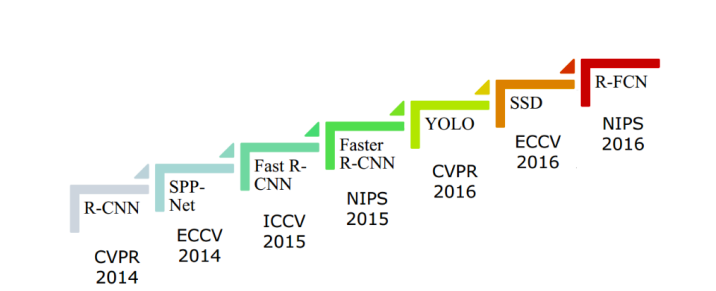 R-CNN
CVPR
2014
SPP-
Net
ECCV
2014
Fast R-
CNN
ICCV
2015
Faster
R-CNN
NIPS
2015
YOLO
CVPR
2016
SSD
ECCV
2016
R-FCN
NIPS
2016